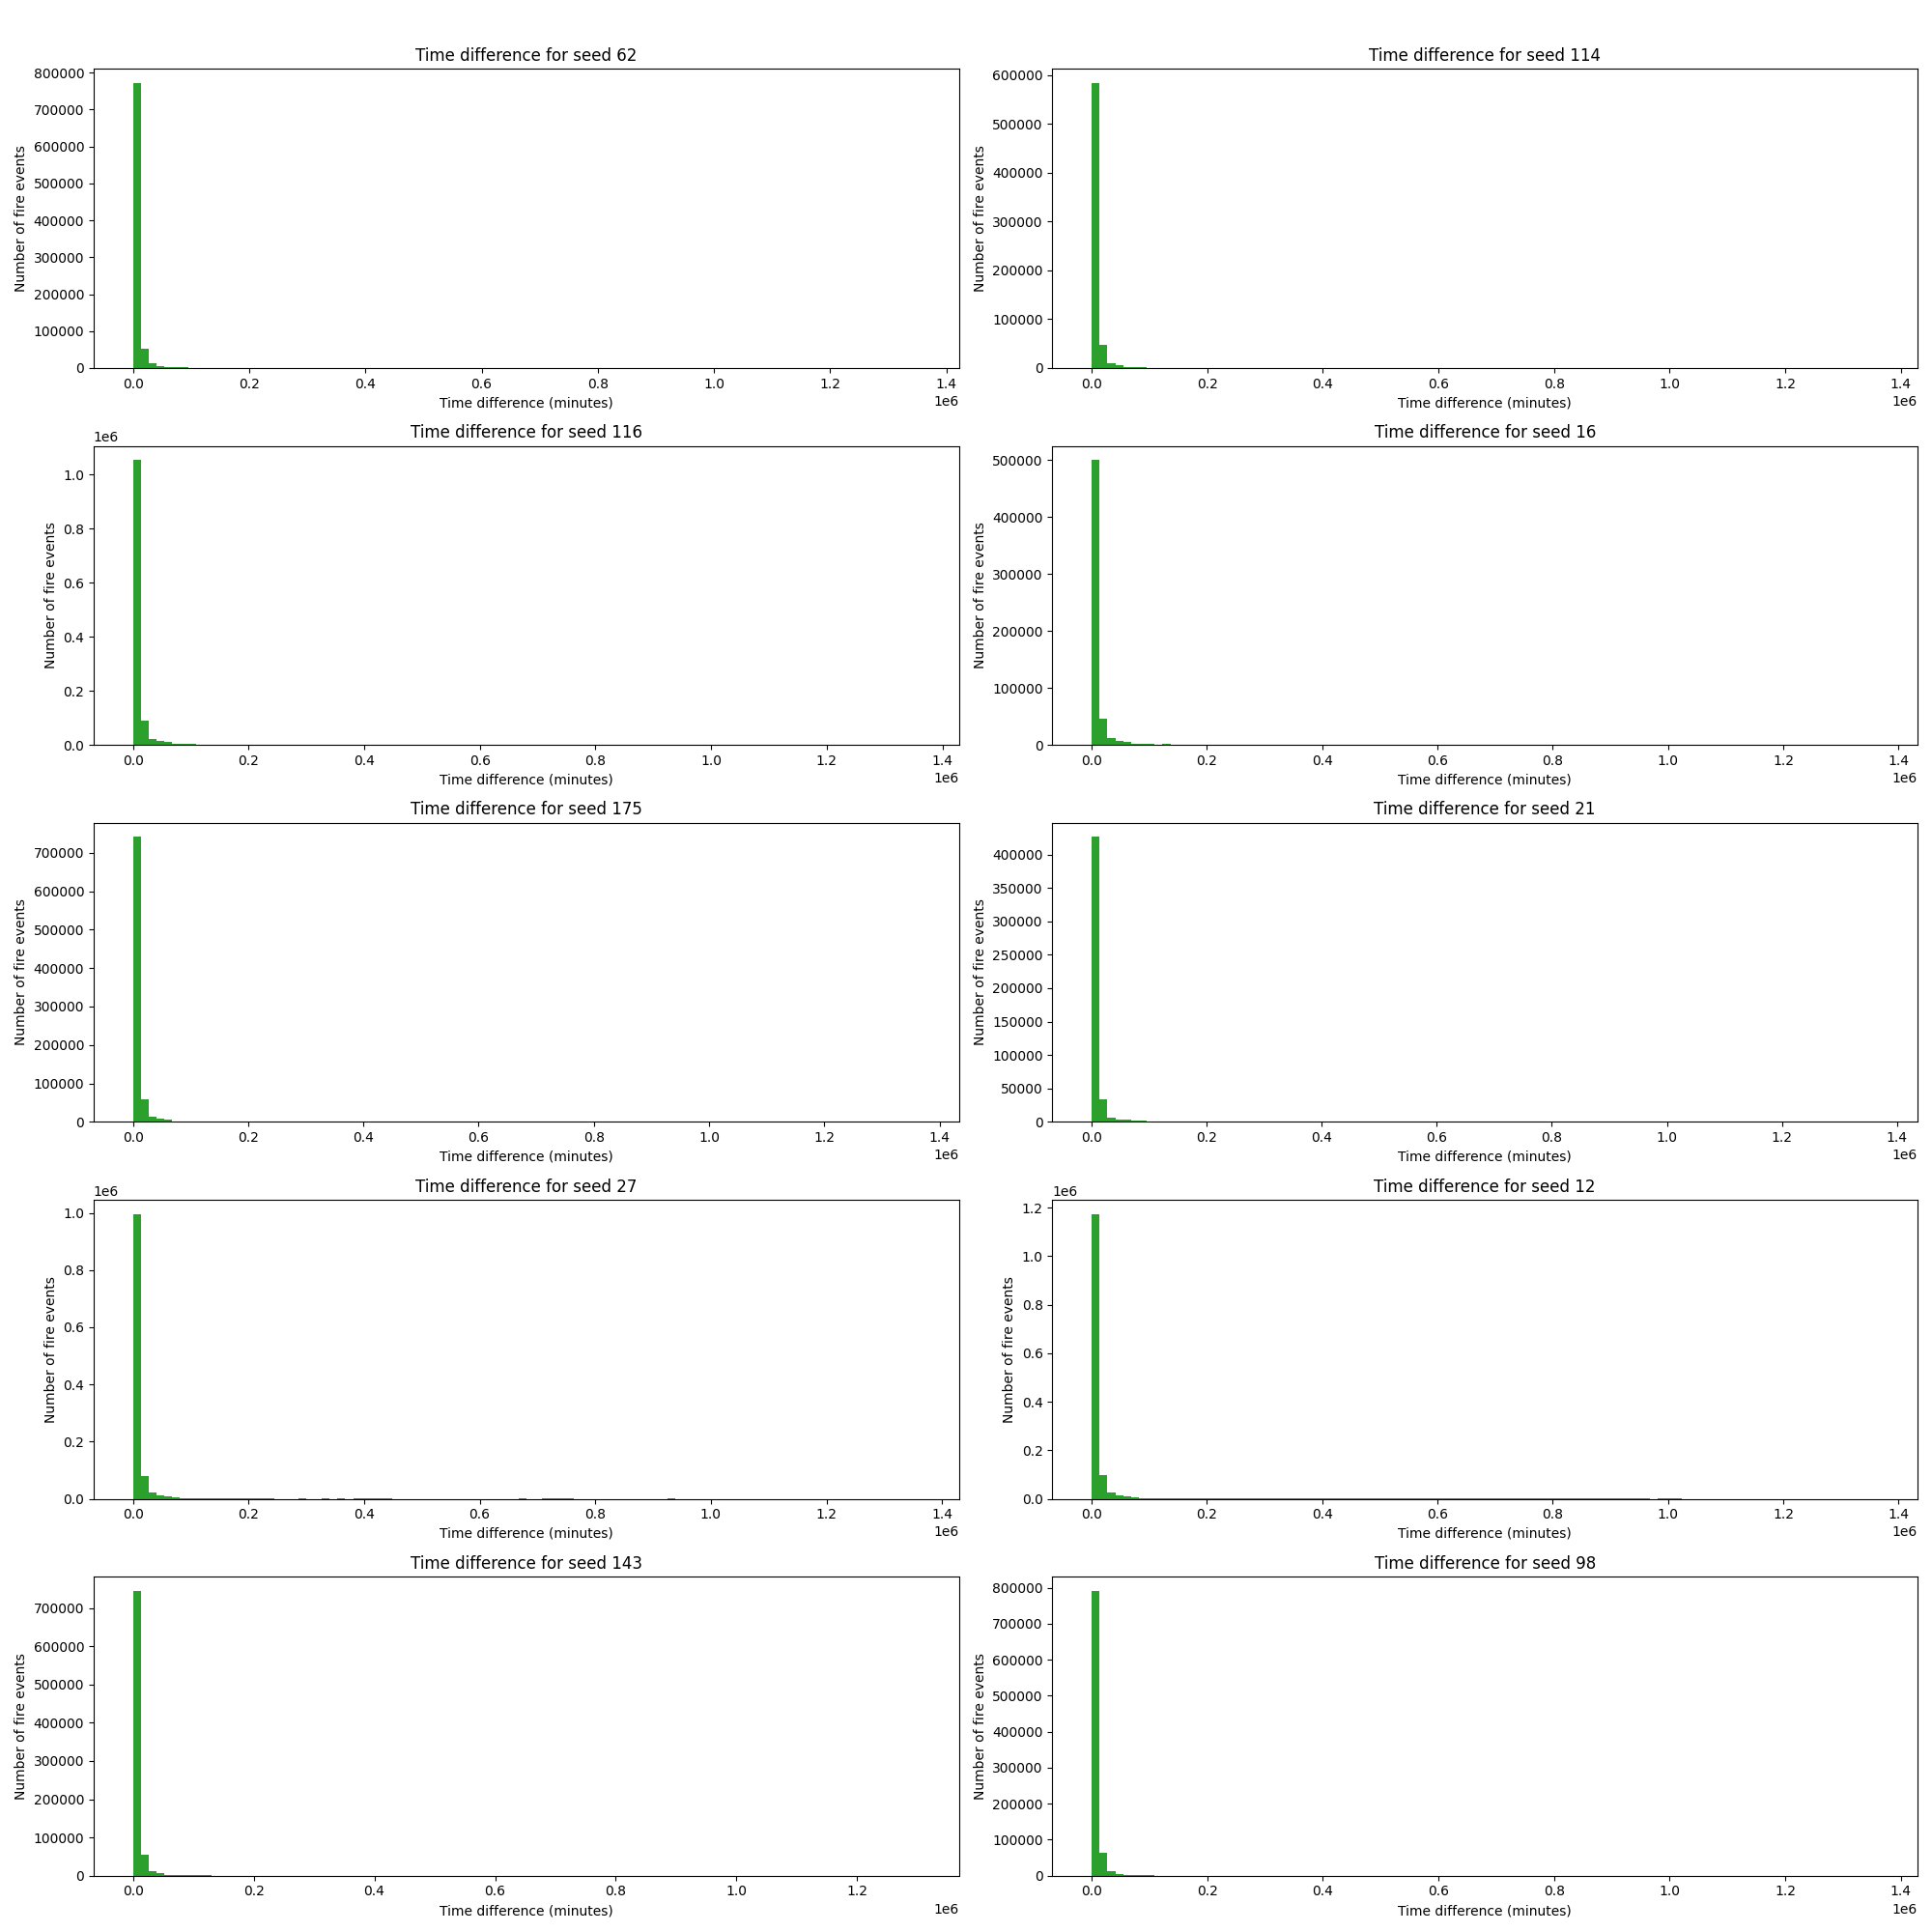 Time difference for seed 62
Number of fire events
800000
700000
600000
500000
400000
300000
200000
100000
0
0.0 0.2 0.4 0.6 0.8 1.0 1.2 1.4
1e6
Time difference (minutes)
Time difference for seed 114
Number of fire events
600000
500000
400000
300000
200000
100000
0
0.0 0.2 0.4 0.6 0.8 1.0 1.2 1.4
1e6
Time difference (minutes)
Time difference for seed 116
1e6
Number of fire events
1.0
0.8
0.6
0.4
0.2
0.0
0.0 0.2 0.4 0.6 0.8 1.0 1.2 1.4
1e6
Time difference (minutes)
Time difference for seed 16
Number of fire events
500000
400000
300000
200000
100000
0
0.0 0.2 0.4 0.6 0.8 1.0 1.2 1.4
1e6
Time difference (minutes)
Time difference for seed 175
Number of fire events
700000
600000
500000
400000
300000
200000
100000
0
0.0 0.2 0.4 0.6 0.8 1.0 1.2 1.4
1e6
Time difference (minutes)
Time difference for seed 21
Number of fire events
400000
350000
300000
250000
200000
150000
100000
50000
0
0.0 0.2 0.4 0.6 0.8 1.0 1.2 1.4
1e6
Time difference (minutes)
Time difference for seed 27
1e6
Number of fire events
1.0
0.8
0.6
0.4
0.2
0.0
0.0 0.2 0.4 0.6 0.8 1.0 1.2 1.4
1e6
Time difference (minutes)
Time difference for seed 12
1e6
Number of fire events
1.2
1.0
0.8
0.6
0.4
0.2
0.0
0.0 0.2 0.4 0.6 0.8 1.0 1.2 1.4
1e6
Time difference (minutes)
Time difference for seed 143
Number of fire events
700000
600000
500000
400000
300000
200000
100000
0
0.0 0.2 0.4 0.6 0.8 1.0 1.2
1e6
Time difference (minutes)
Time difference for seed 98
Number of fire events
800000
700000
600000
500000
400000
300000
200000
100000
0
0.0 0.2 0.4 0.6 0.8 1.0 1.2 1.4
1e6
Time difference (minutes)